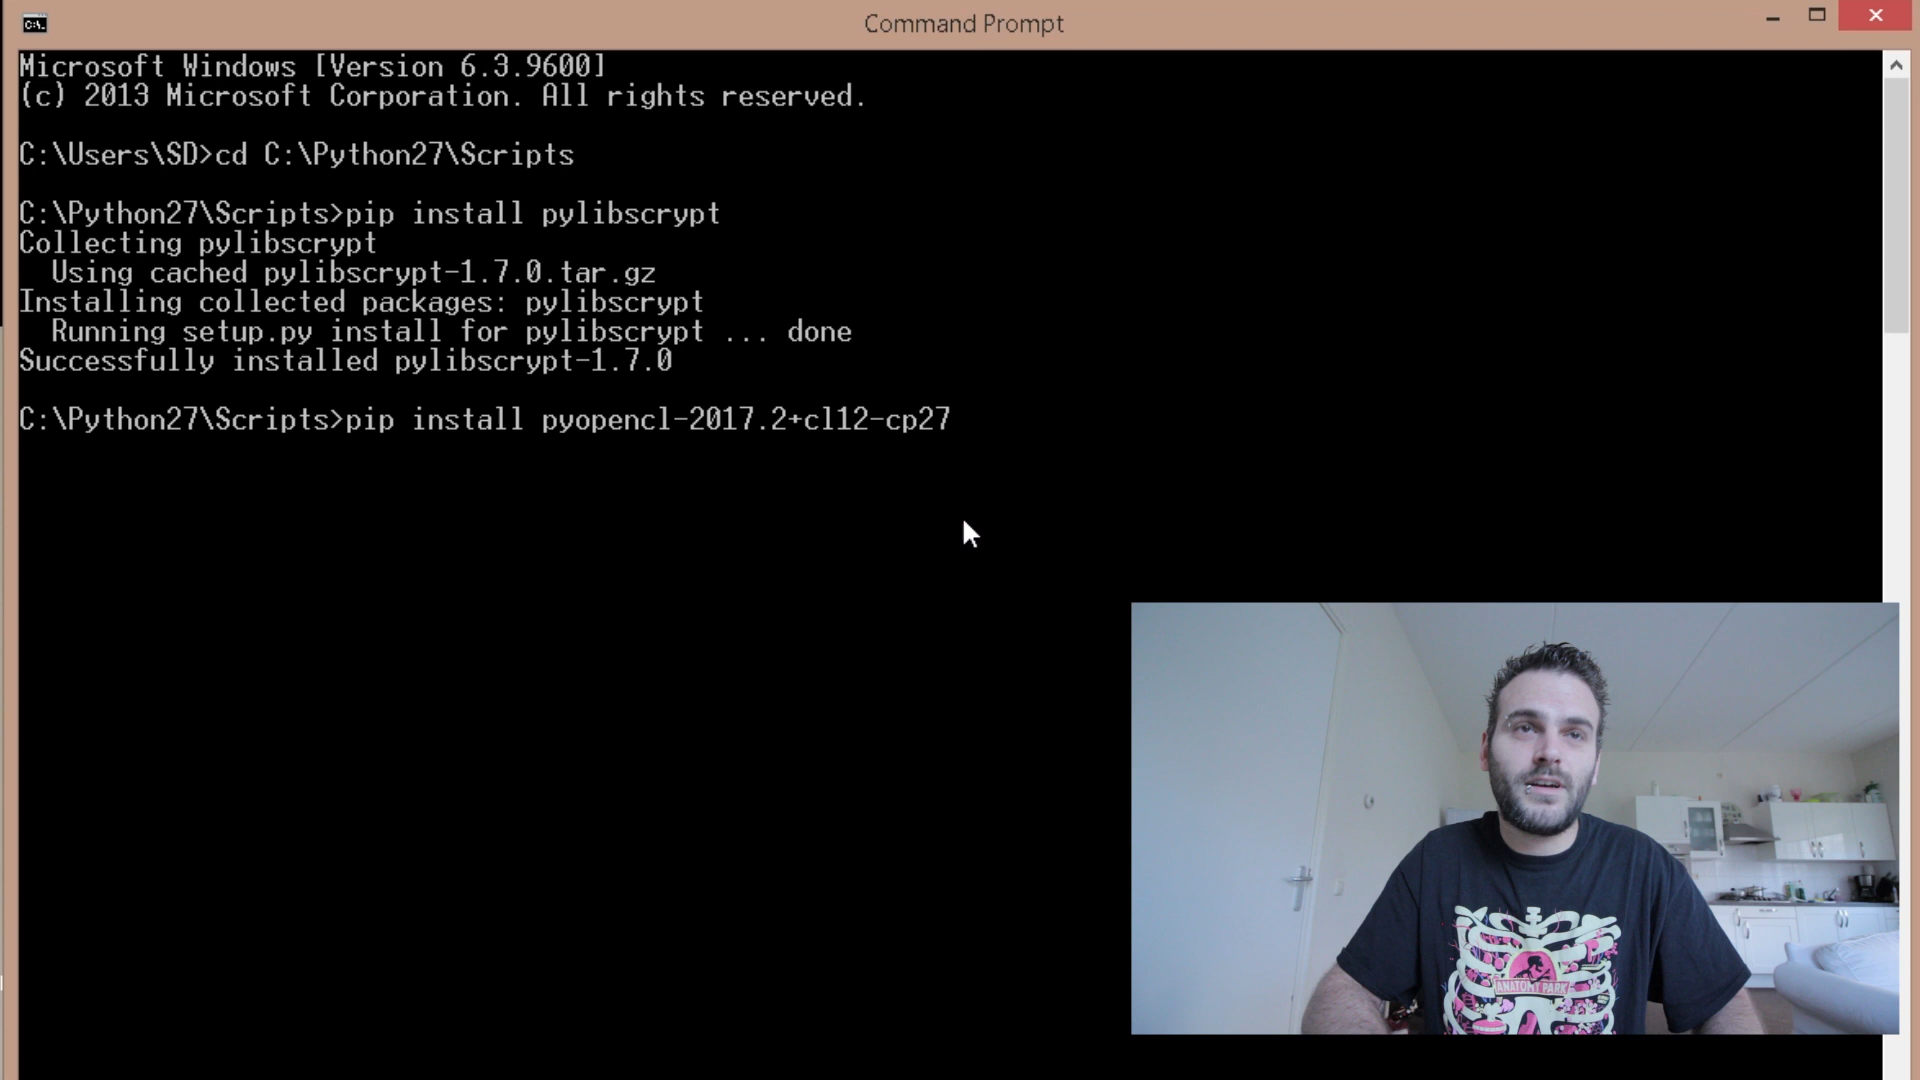 Command Prompt
Microsoft Windows [Version 6.3.9600]
(c) 2013 Microsoft Corporation. All rights reserved.
C:\Users\SD>cd C:\Python27\Scripts
C:\Python27\Scripts>pip install pylibscrypt
Collecting pylibscrypt
  Using cached pylibscrypt-1.7.0.tar.gz
Installing collected packages: pylibscrypt
  Running setup.py install for pylibscrypt ... done
Successfully installed pylibscrypt-1.7.0
C:\Python27\Scripts>pip install pyopencl-2017.2+cl12-cp27
ANATOMY PARK